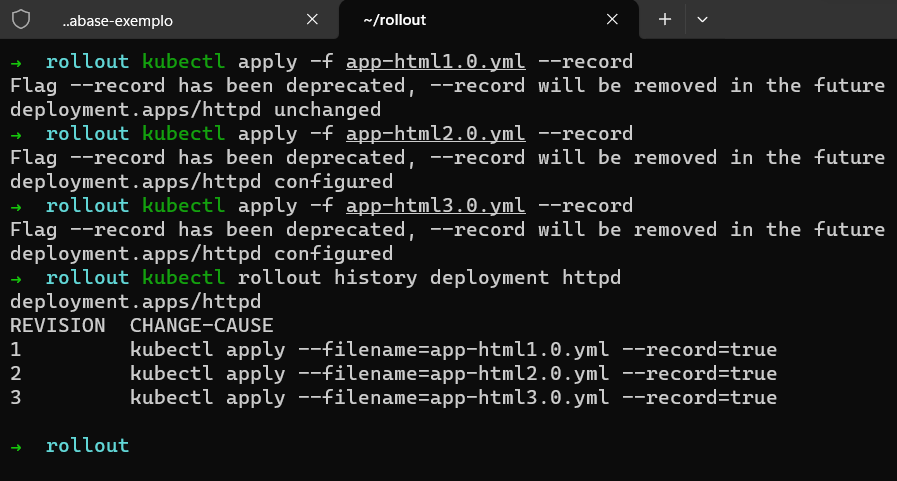 ..abase-exemplo
~/rollout
→ rollout kubectl apply -f app-html1.0.yml --record
Flag --record has been deprecated, --record will be removed in the future
deployment.apps/httpd unchanged
→ rollout kubectl apply -f app-html2.0.yml --record
Flag --record has been deprecated, --record will be removed in the future
deployment.apps/httpd configured
→ rollout kubectl apply -f app-html3.0.yml --record
Flag --record has been deprecated, --record will be removed in the future
deployment.apps/httpd configured
→ rollout kubectl rollout history deployment httpd
deployment.apps/httpd
REVISION  CHANGE-CAUSE
1         kubectl apply --filename=app-html1.0.yml --record=true
2         kubectl apply --filename=app-html2.0.yml --record=true
3         kubectl apply --filename=app-html3.0.yml --record=true
→ rollout